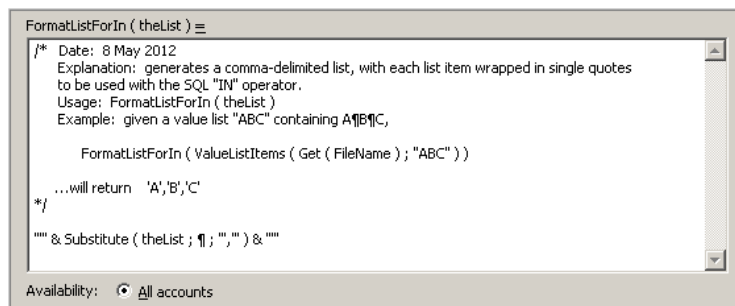 FormatListForIn ( theList ) =
/* Date: 8 May 2012
Explanation: generates a comma-delimited list, with each list item wrapped in single quotes
to be used with the SQL "IN" operator.
Usage: FormatListForIn ( theList )
Example: given a value list "ABC" containing A¶B¶C,
FormatListForIn ( ValueListItems ( Get ( FileName ) ; "ABC" ) )
...will return 'A','B','C'
*/
"'" & Substitute ( theList ; ¶ ; "','" ) & "'"
Availability: All accounts